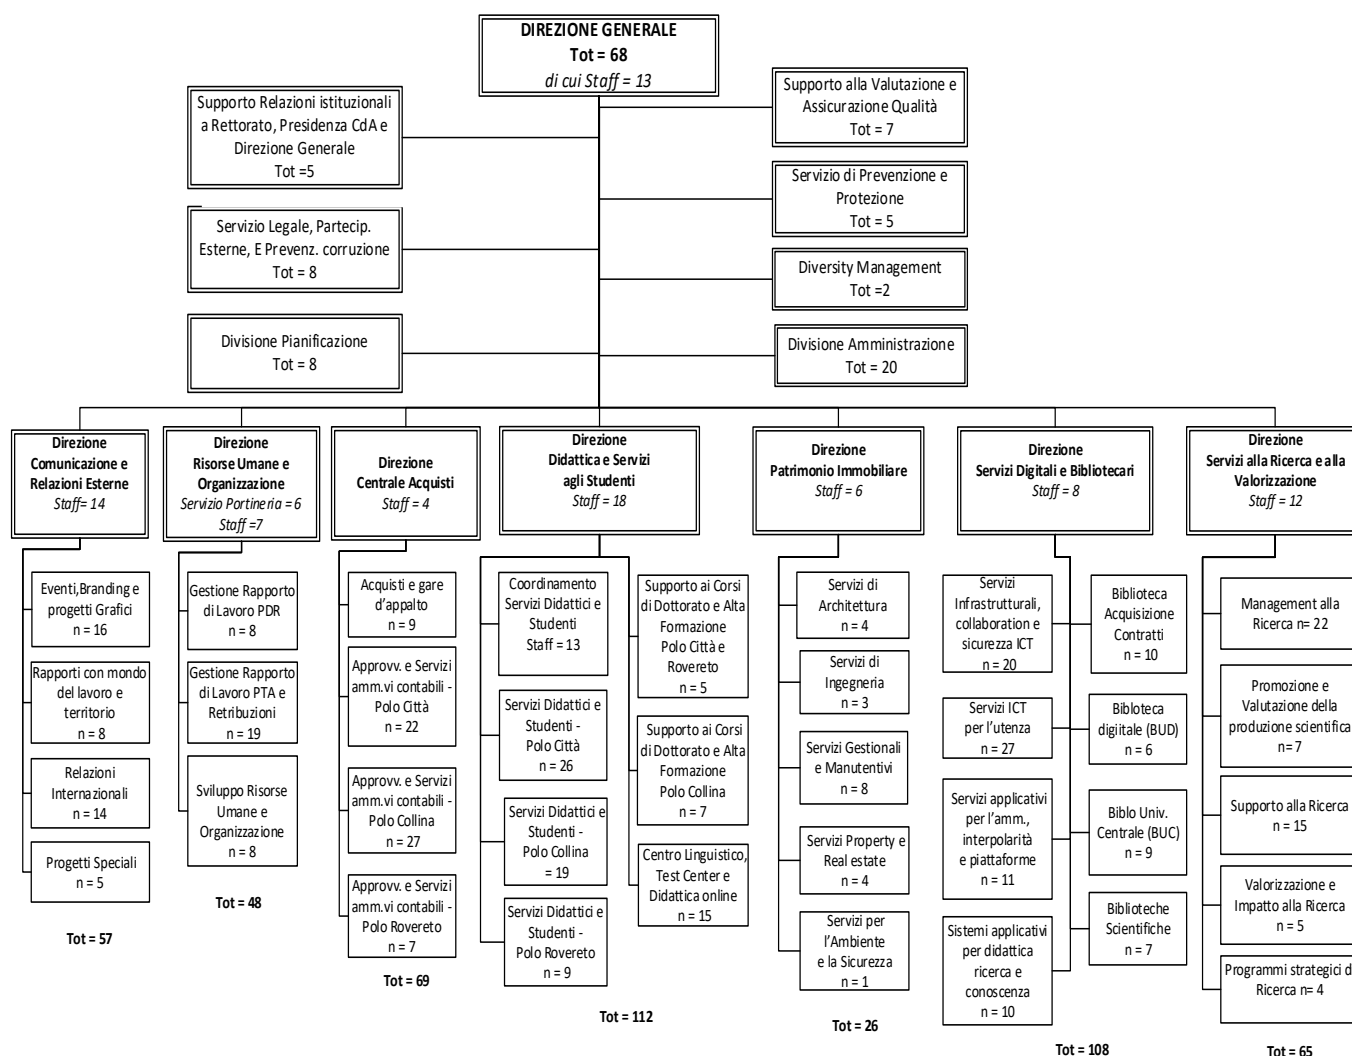 DIREZIONE GENERALE
Tot = 68
di cui Staff = 13
Supporto Relazioni istituzionali
a Rettorato, Presidenza CdA e
Direzione Generale
Tot =5
Supporto alla Valutazione e
Assicurazione Qualità
Tot = 7
Servizio di Prevenzione e
Protezione
Tot = 5
Servizio Legale, Partecip.
Esterne, E Prevenz. corruzione
Tot = 8
Diversity Management
Tot =2
Divisione Pianificazione
Tot = 8
Divisione Amministrazione
Tot = 20
Direzione
Comunicazione e
Relazioni Esterne
Staff= 14
Eventi,Branding e
progetti Grafici
n = 16
Rapporti con mondo
del lavoro e
territorio
n = 8
Relazioni
Internazionali
n = 14
Progetti Speciali
n = 5
Tot = 57
Direzione
Risorse Umane e
Organizzazione
Servizio Portineria = 6
Staff =7
Gestione Rapporto
di Lavoro PDR
n = 8
Gestione Rapporto
di Lavoro PTA e
Retribuzioni
n = 19
Sviluppo Risorse
Umane e
Organizzazione
n = 8
Tot = 48
Direzione
Centrale Acquisti
Staff = 4
Acquisti e gare
d'appalto
n = 9
Approvv. e Servizi
amm.vi contabili -
Polo Città
n = 22
Approvv. e Servizi
amm.vi contabili -
Polo Collina
n = 27
Approvv. e Servizi
amm.vi contabili -
Polo Rovereto
n = 7
Tot = 69
Direzione
Didattica e Servizi
agli Studenti
Staff = 18
Coordinamento
Servizi Didattici e
Studenti
Staff = 13
Servizi Didattici e
Studenti -
Polo Città
n = 26
Servizi Didattici e
Studenti -
Polo Collina
= 19
Servizi Didattici e
Studenti -
Polo Rovereto
n = 9
Supporto ai Corsi
di Dottorato e Alta
Formazione
Polo Città e
Rovereto
n = 5
Supporto ai Corsi
di Dottorato e Alta
Formazione
Polo Collina
n = 7
Centro Linguistico,
Test Center e
Didattica online
n = 15
Tot = 112
Direzione
Patrimonio Immobiliare
Staff = 6
Servizi di
Architettura
n = 4
Servizi di
Ingegneria
n = 3
Servizi Gestionali
e Manutentivi
n = 8
Servizi Property e
Real estate
n = 4
Servizi per
l'Ambiente
e la Sicurezza
n = 1
Tot = 26
Direzione
Servizi Digitali e Bibliotecari
Staff = 8
Servizi
Infrastrutturali,
collaboration e
sicurezza ICT
n = 20
Servizi ICT
per l'utenza
n = 27
Servizi applicativi
per l'amm.,
interpolarità
e piattaforme
n = 11
Sistemi applicativi
per didattica
ricerca e
conoscenza
n = 10
Biblioteca
Acquisizione
Contratti
n = 10
Bibloteca
digiitale (BUD)
n = 6
Biblo Univ.
Centrale (BUC)
n = 9
Biblioteche
Scientifiche
n = 7
Tot = 108
Direzione
Servizi alla Ricerca e alla
Valorizzazione
Staff = 12
Management alla
Ricerca n= 22
Promozione e
Valutazione della
produzione scientifica
n= 7
Supporto alla Ricerca
n = 15
Valorizzazione e
Impatto alla Ricerca
n = 5
Programmi strategici d
Ricerca n= 4
Tot = 65